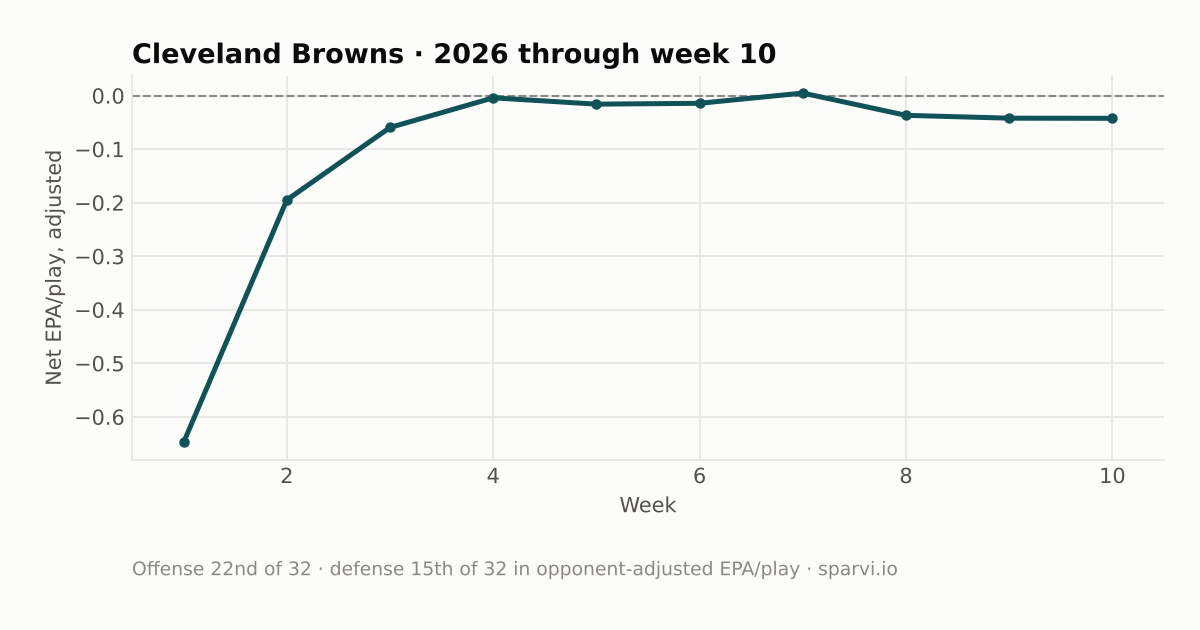 Cleveland Browns · 2026 through week 10
Net EPA/play, adjusted
0.0
−0.1
−0.2
−0.3
−0.4
−0.5
−0.6
2 4 6 8 10
Week
Offense 22nd of 32 · defense 15th of 32 in opponent-adjusted EPA/play · sparvi.io